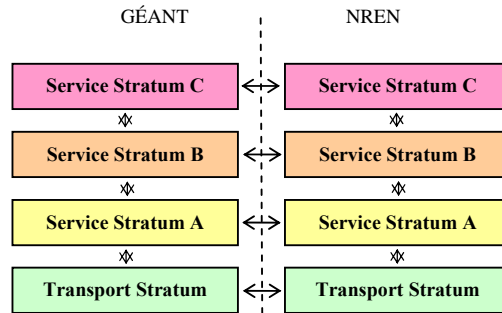 GÉANT NREN
Service Stratum C Service Stratum C
Service Stratum B Service Stratum B
Service Stratum A Service Stratum A
Transport Stratum Transport Stratum